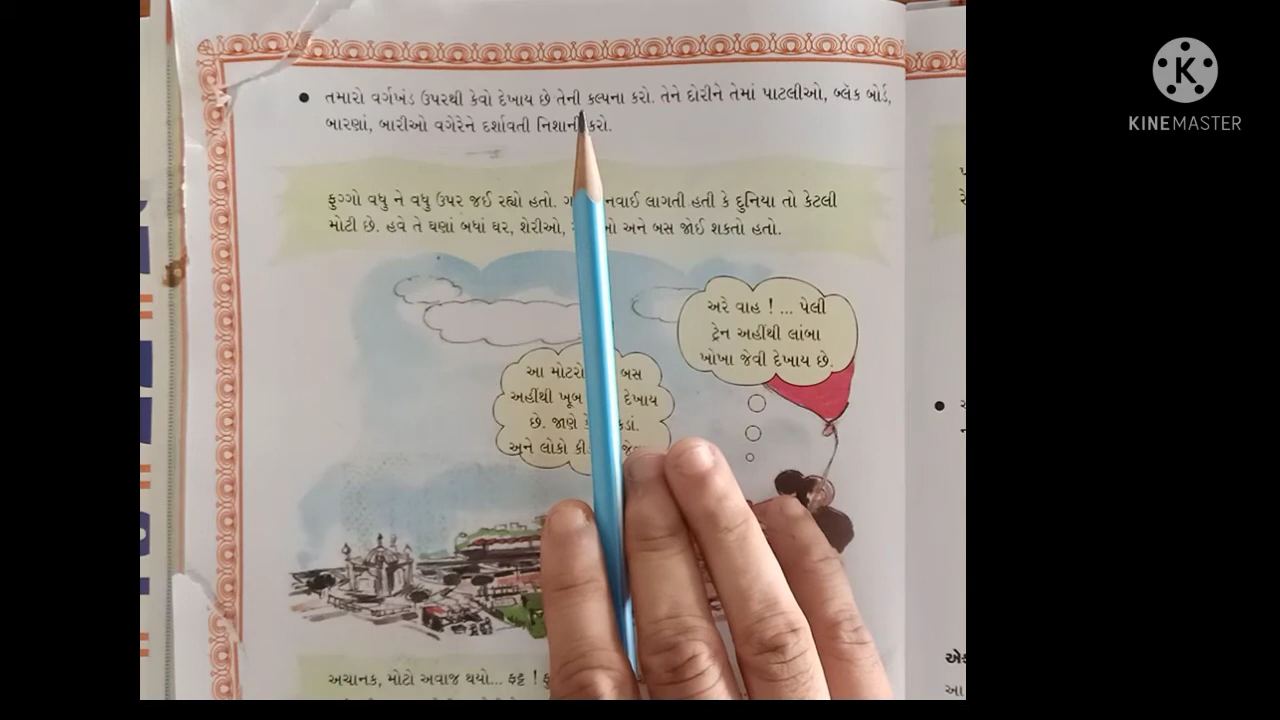 તમારો વર્ગખંડ ઉપરથી કેવો દેખાય છે તેની કલ્પના કરો. તેને દોરીને તેમાં પાટલીઓ, બ્લૅક બોર્ડ,
બારણાં, બારીઓ વગેરેને દર્શાવતી નિશાની કરો.
ફુગ્ગો વધુ ને વધુ ઉપર જઈ રહ્યો હતો. નવાઈ લાગતી હતી કે દુનિયા તો કેટલી
મોટી છે. હવે તે ઘણાં બધાં ઘર, શેરીઓ, અને બસ જોઈ શકતો હતો.
અરે વાહ ! ... પેલી
ટ્રેન અહીંથી લાંબા
ખોખા જેવી દેખાય છે.
આ મોટરો બસ
અહીંથી ખૂબ દેખાય
છે. જાણે
અને લોકો
અચાનક, મોટો અવાજ થયો... ફટ્ટ !
એક
આ
KINEMASTER